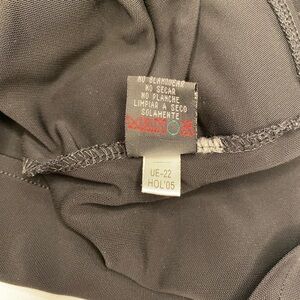 NO BLANQUEAR
NO SECAR
NO PLANCHE
LIMPIAR A SECO
SOLAMENTE
UE-22
HOL'05